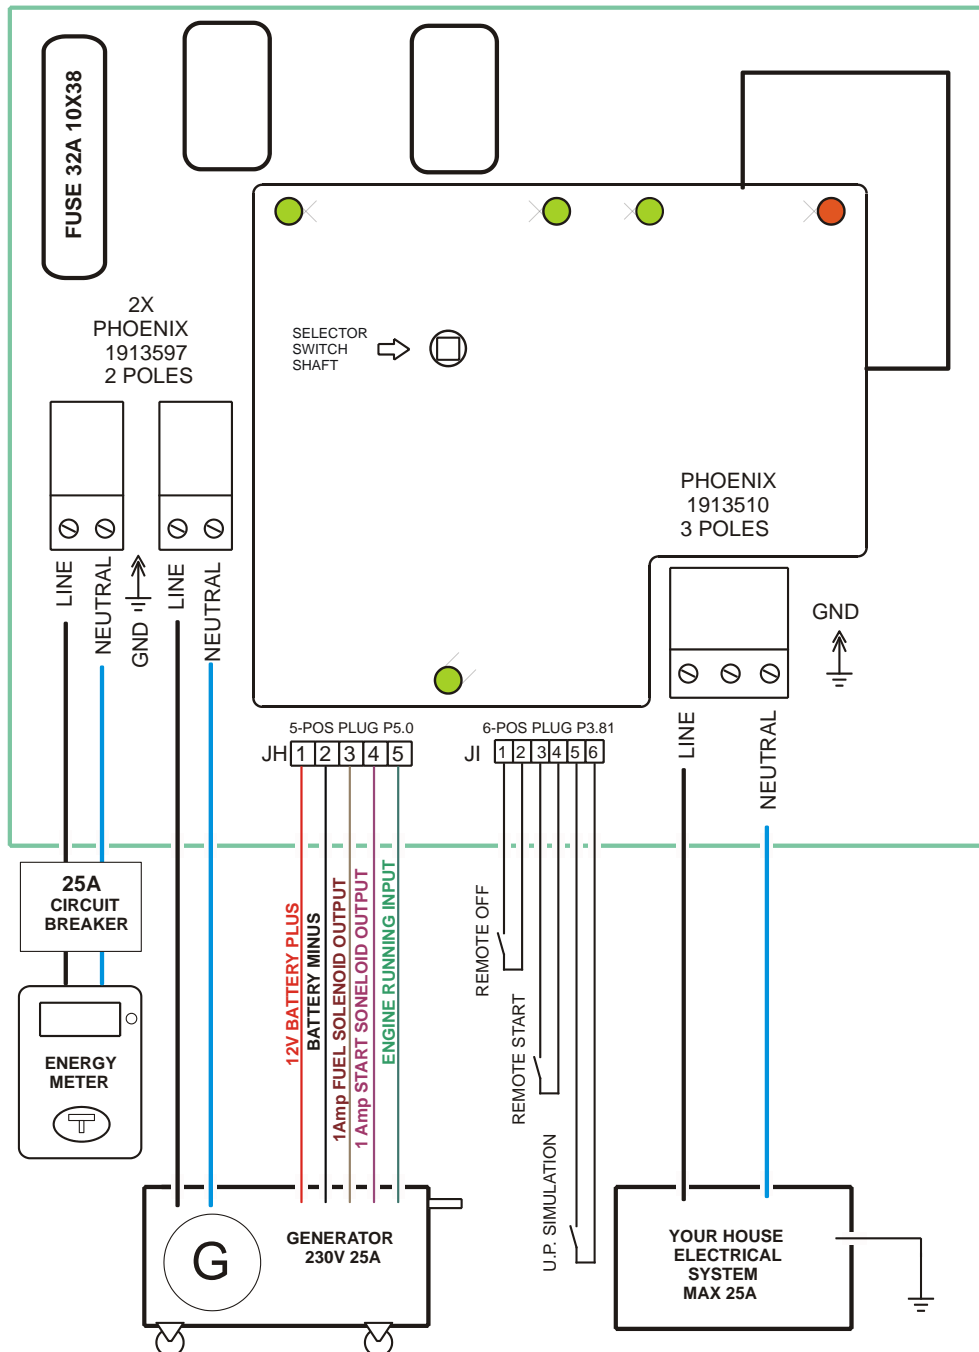 FUSE 32A 10X38
2X
PHOENIX
1913597
2 POLES
SELECTOR
SWITCH
SHAFT
PHOENIX
1913510
3 POLES
LINE
NEUTRAL
GND
LINE
NEUTRAL
GND
LINE
NEUTRAL
5-POS PLUG P5.0
JH 1 2 3 4 5
6-POS PLUG P3.81
JI 1 2 3 4 5 6
25A
CIRCUIT
BREAKER
ENERGY
METER
12V BATTERY PLUS
BATTERY MINUS
1Amp FUEL SOLENOID OUTPUT
1 Amp START SONELOID OUTPUT
ENGINE RUNNING INPUT
REMOTE OFF
REMOTE START
U.P. SIMULATION
G
GENERATOR
230V 25A
YOUR HOUSE
ELECTRICAL
SYSTEM
MAX 25A